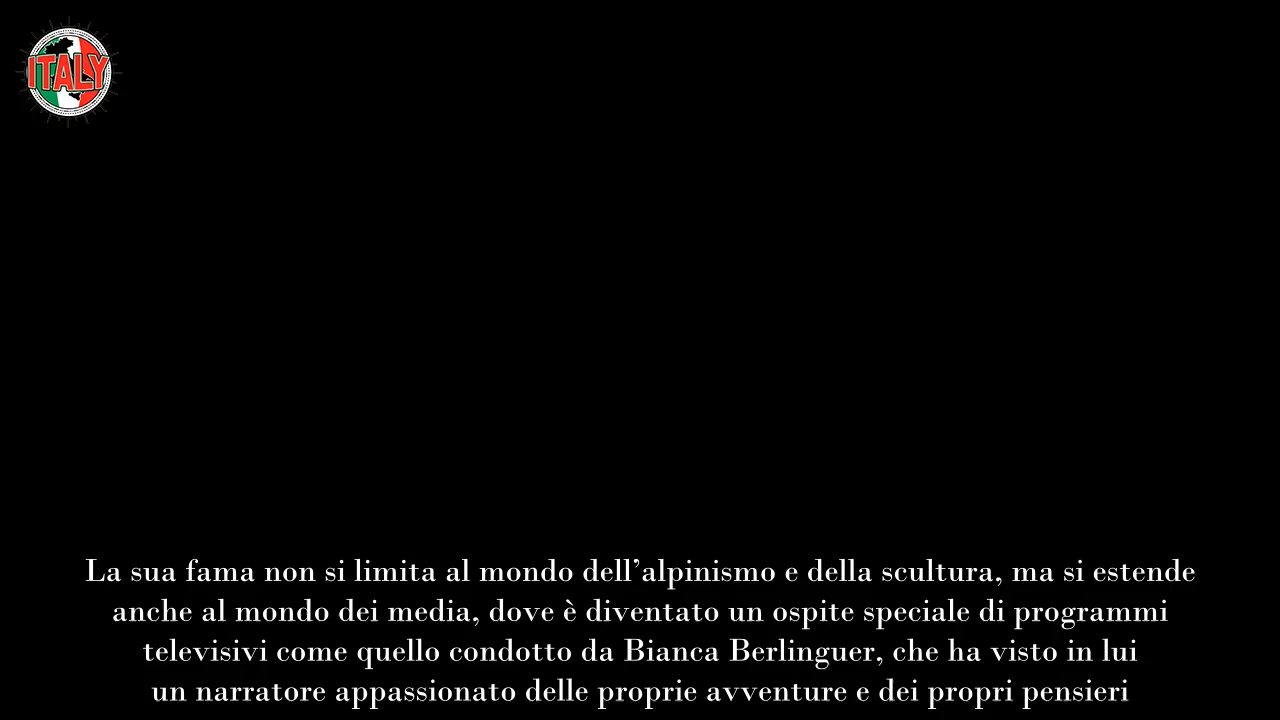 ITALY
La sua fama non si limita al mondo dell’alpinismo e della scultura, ma si estende
anche al mondo dei media, dove è diventato un ospite speciale di programmi
televisivi come quello condotto da Bianca Berlinguer, che ha visto in lui
un narratore appassionato delle proprie avventure e dei propri pensieri